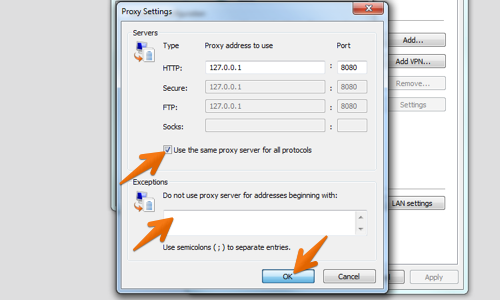 Proxy Settings
Servers
Type Proxy address to use Port
HTTP: 127.0.0.1 : 8080
Secure: 127.0.0.1 : 8080
FTP: 127.0.0.1 : 8080
Socks: :
Use the same proxy server for all protocols
Exceptions
Do not use proxy server for addresses beginning with:
Use semicolons ( ; ) to separate entries.
OK Cancel
Add...
Add VPN...
Remove...
Settings
LAN settings
Apply